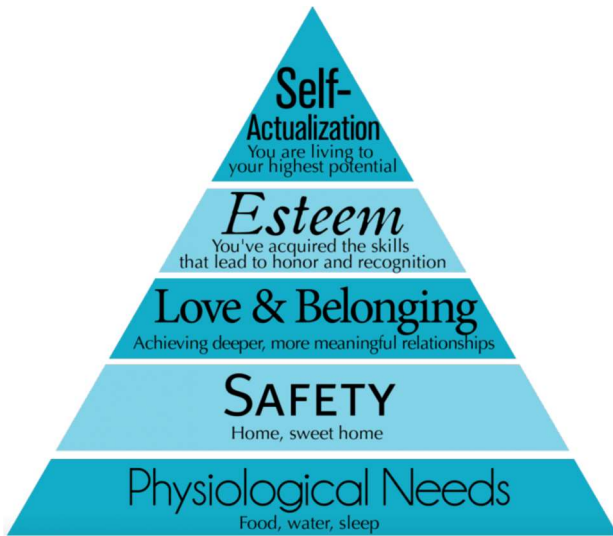 Self-
Actualization
You are living to
your highest potential
Esteem
You've acquired the skills
that lead to honor and recognition
Love & Belonging
Achieving deeper, more meaningful relationships
SAFETY
Home, sweet home
Physiological Needs
Food, water, sleep